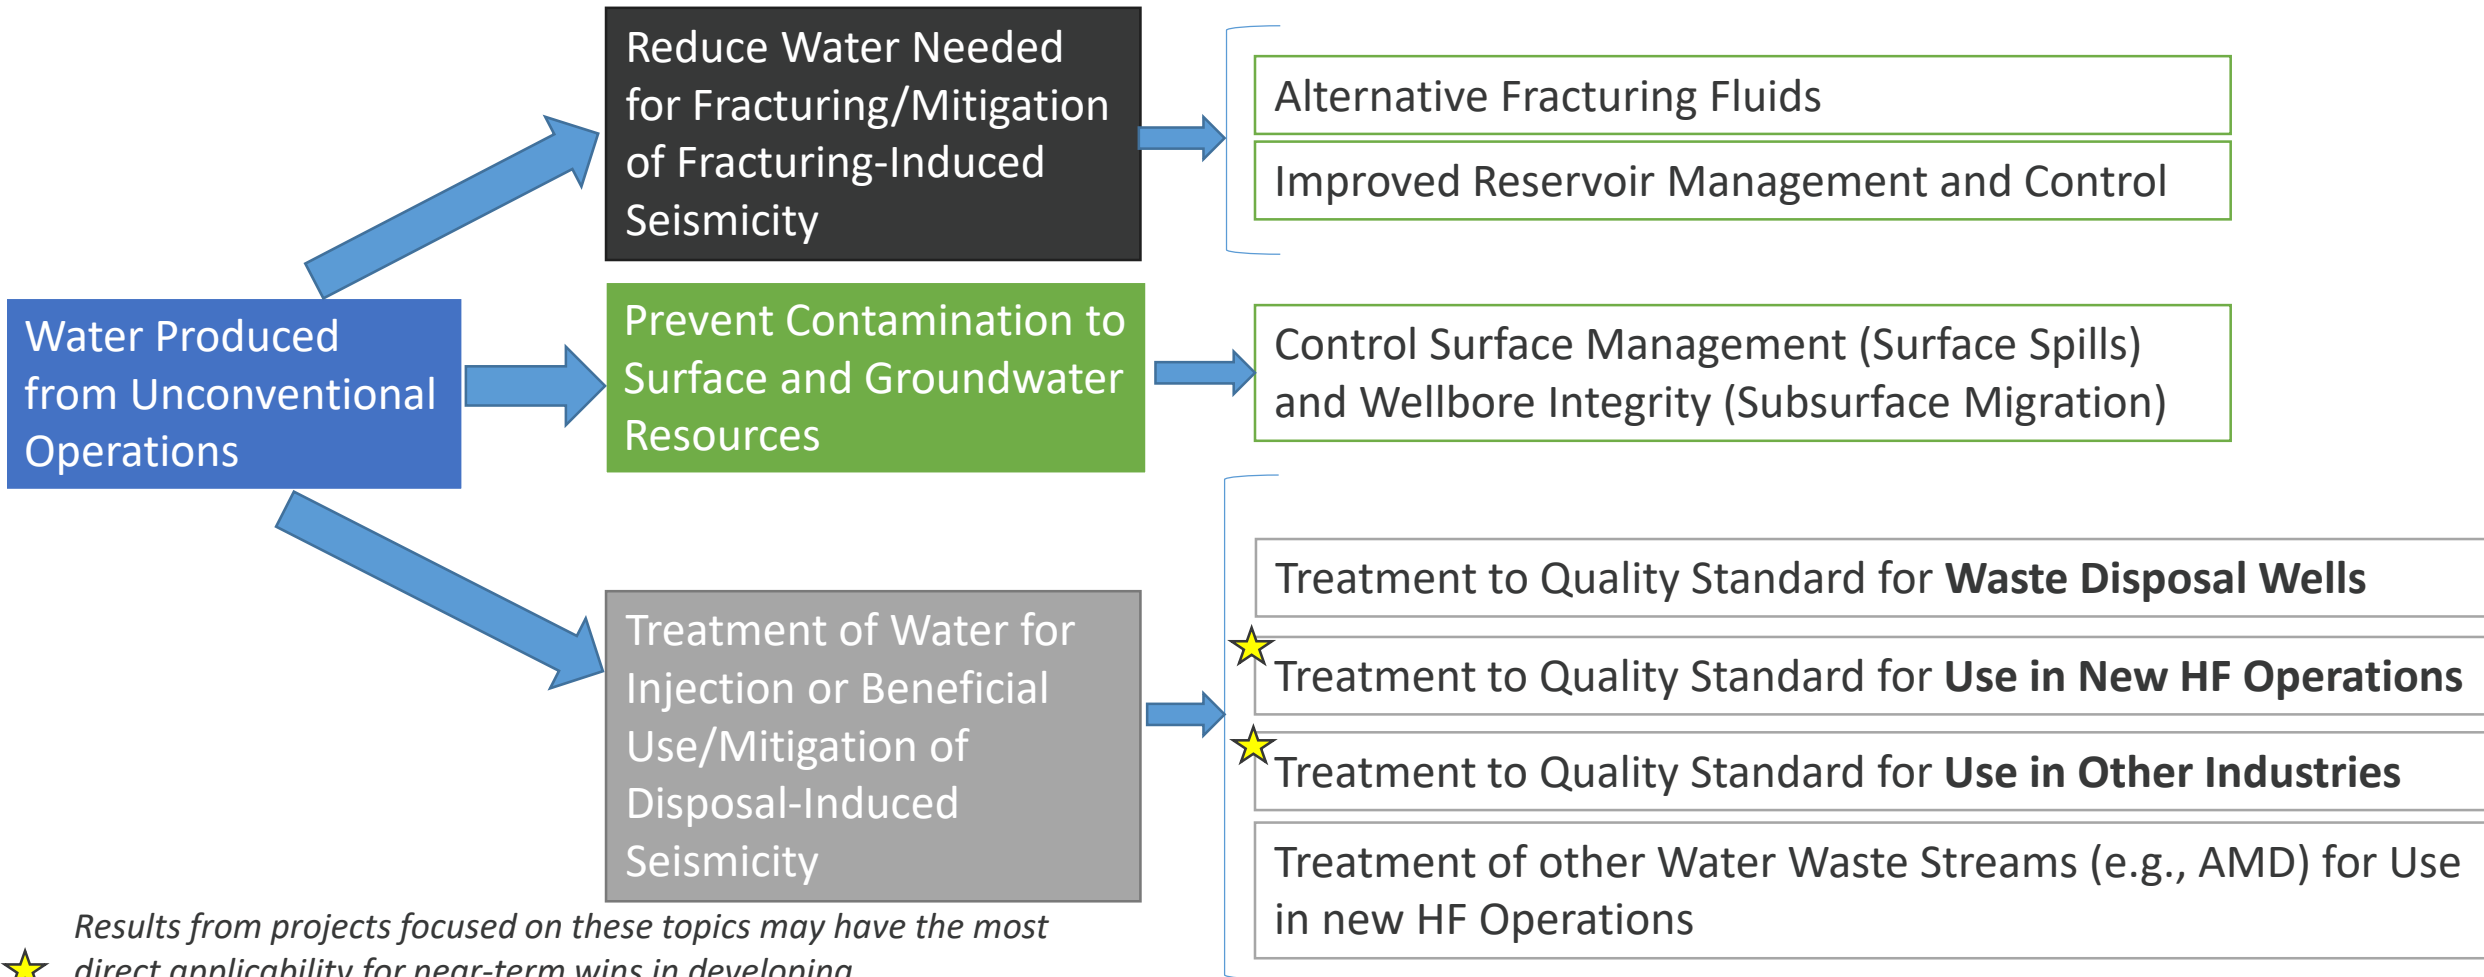 Reduce Water Needed
for Fracturing/Mitigation
of Fracturing-Induced
Seismicity
Alternative Fracturing Fluids
Improved Reservoir Management and Control
Water Produced
from Unconventional
Operations
Prevent Contamination to
Surface and Groundwater
Resources
Control Surface Management (Surface Spills)
and Wellbore Integrity (Subsurface Migration)
Treatment of Water for
Injection or Beneficial
Use/Mitigation of
Disposal-Induced
Seismicity
Treatment to Quality Standard for Waste Disposal Wells
Treatment to Quality Standard for Use in New HF Operations
Treatment to Quality Standard for Use in Other Industries
Treatment of other Water Waste Streams (e.g., AMD) for Use
in new HF Operations
Results from projects focused on these topics may have the most
direct applicability for near-term wins in developing